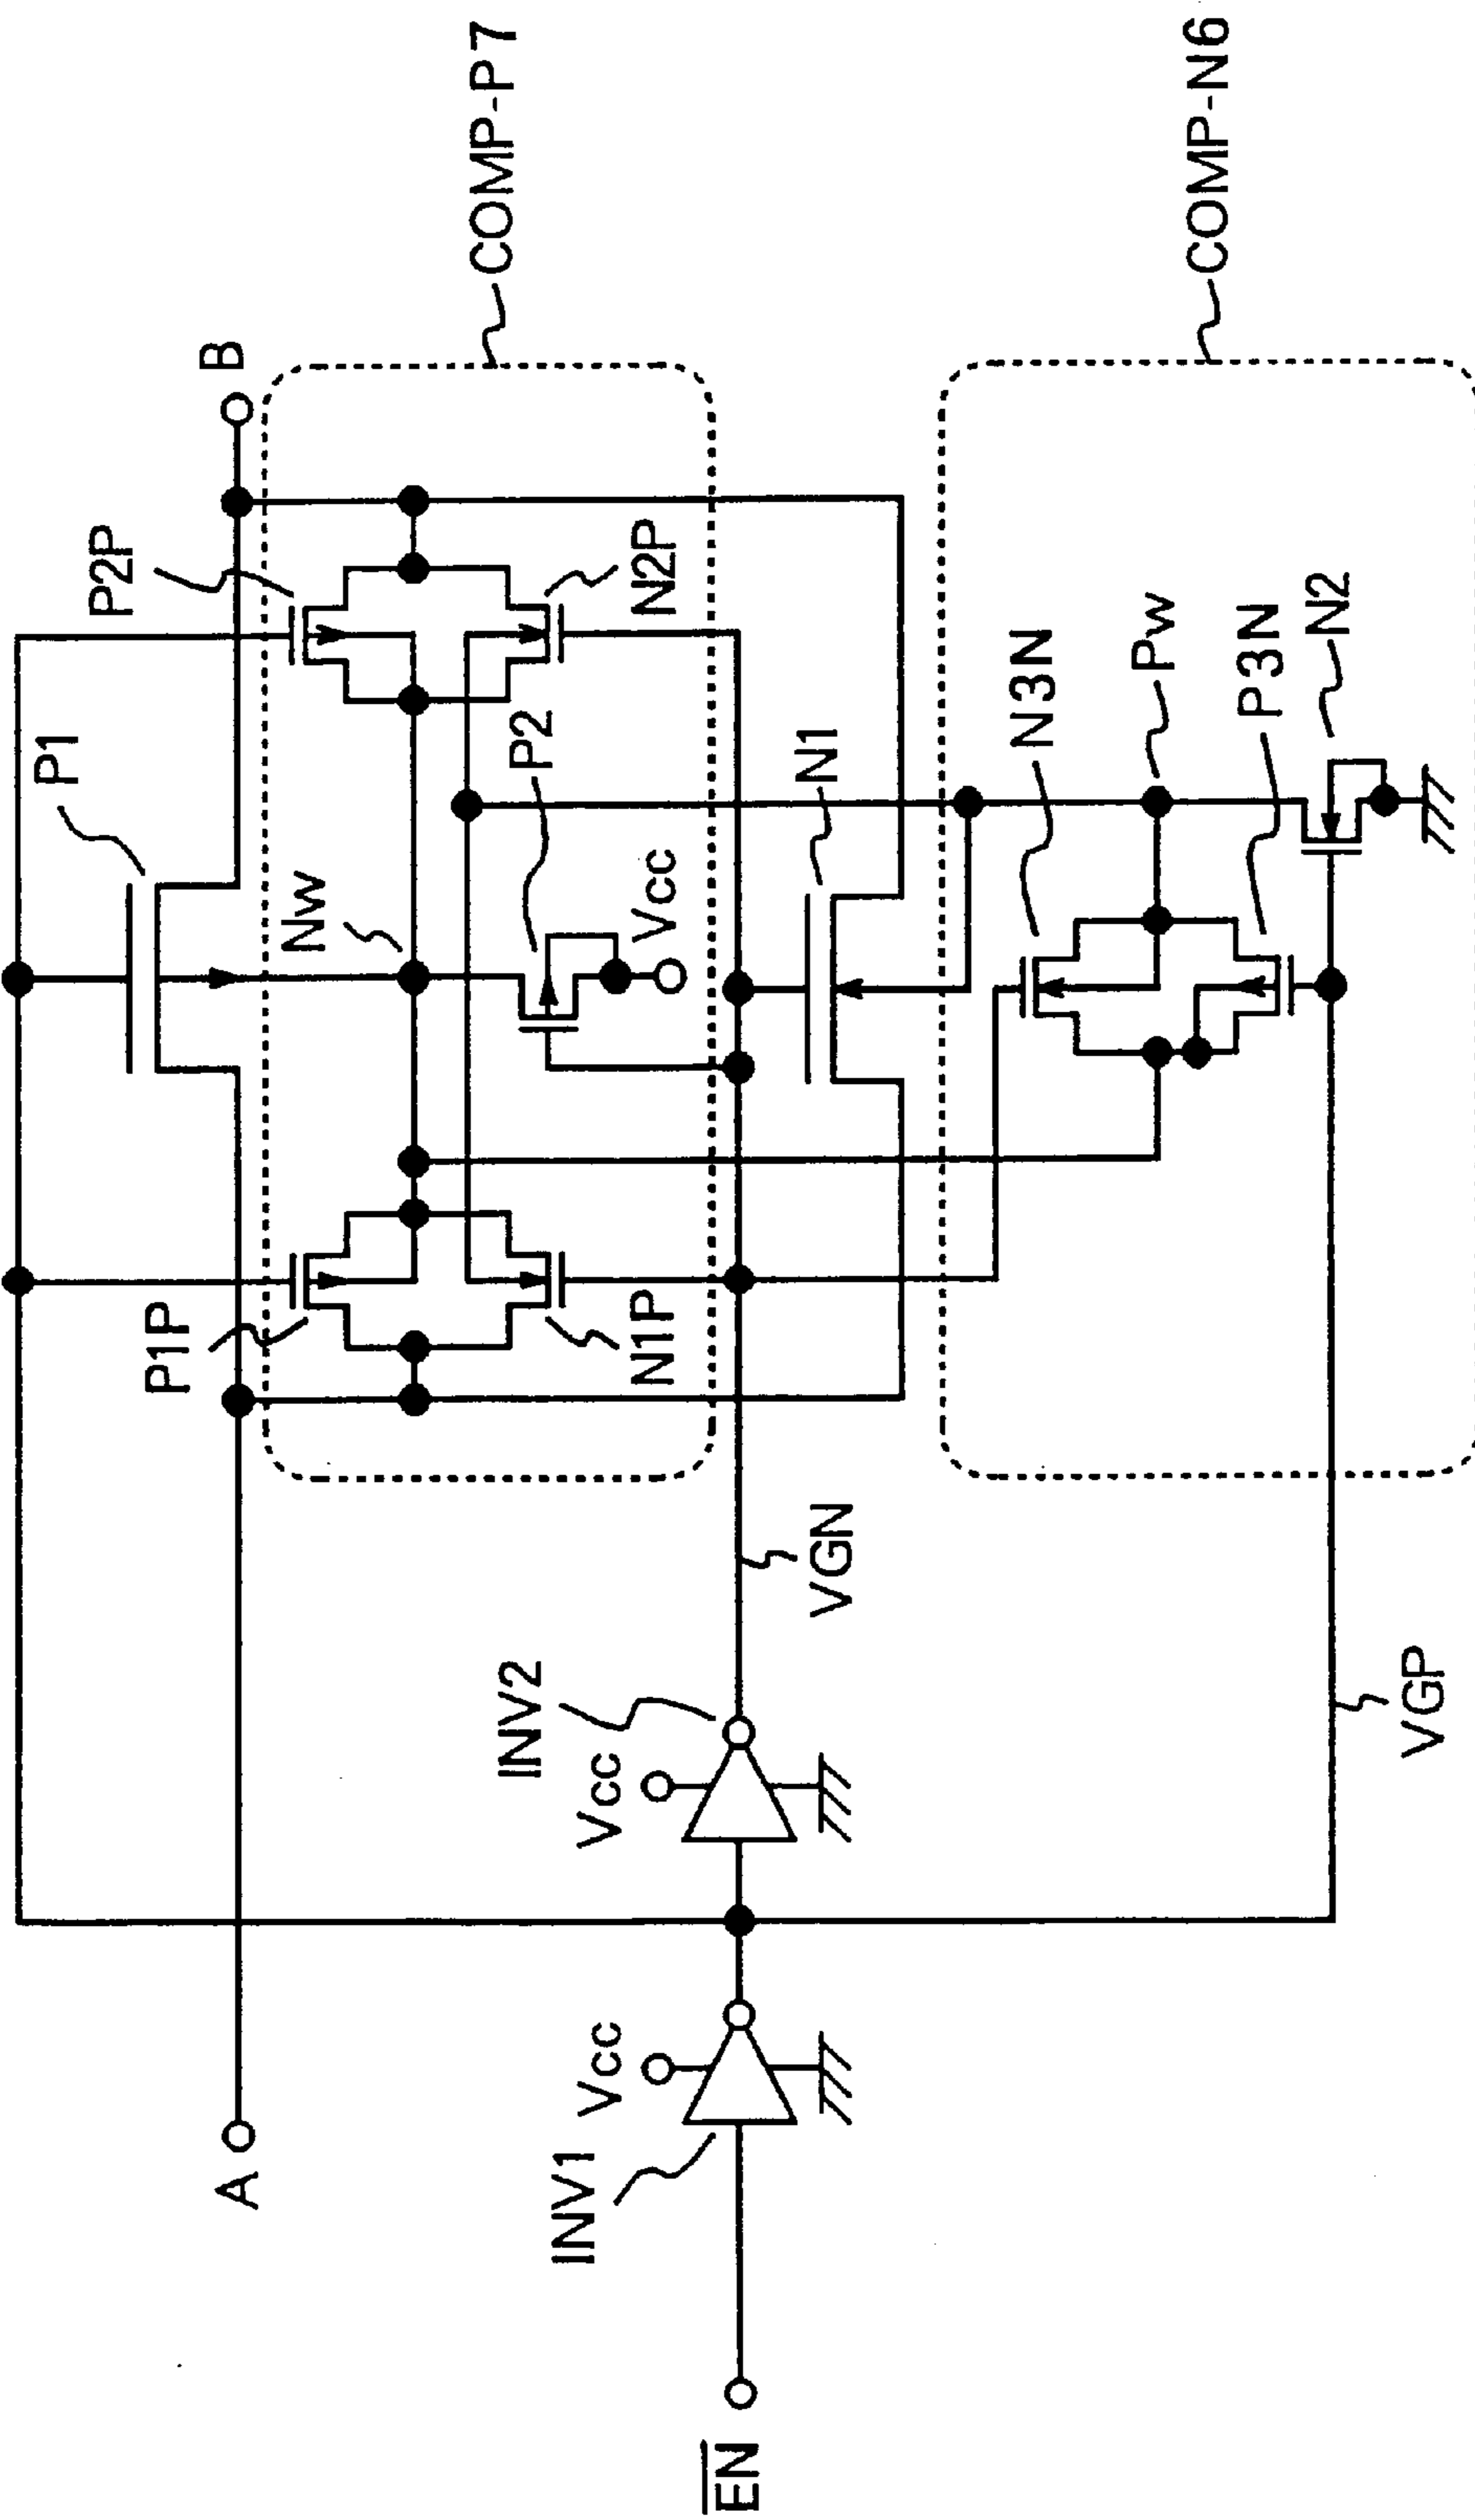 P1
P2P
P1P
A
B
Nw
COMP-P7
P2
N2P
Vcc
N1P
INV1
Vcc
INV2
Vcc
EN
N1
VGN
N3N
Pw
P3N
N2
COMP-N6
VGP